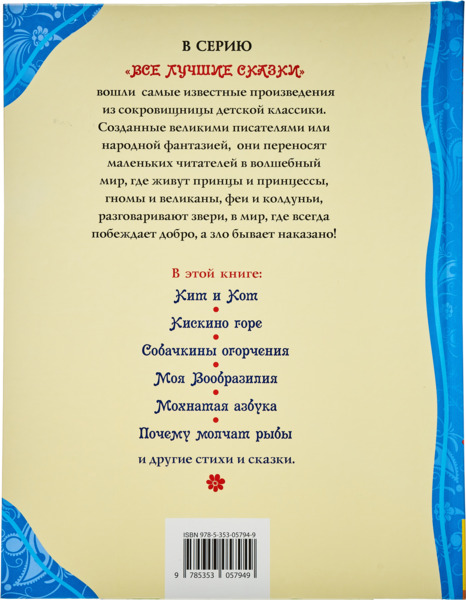 В СЕРИЮ
«ВСЕ ЛУЧШИЕ СКАЗКИ»
вошли самые известные произведения
из сокровищницы детской классики.
Созданные великими писателями или
народной фантазией, они переносят
маленьких читателей в волшебный
мир, где живут принцы и принцессы,
гномы и великаны, феи и колдуньи,
разговаривают звери, в мир, где всегда
побеждает добро, а зло бывает наказано!
В этой книге:
Кит и Кот
Кискино горе
Собачкины огорчения
Моя Вообразилия
Мохнатая азбука
Почему молчат рыбы
и другие стихи и сказки.
ISBN 978-5-353-05794-9
9 785353 057949